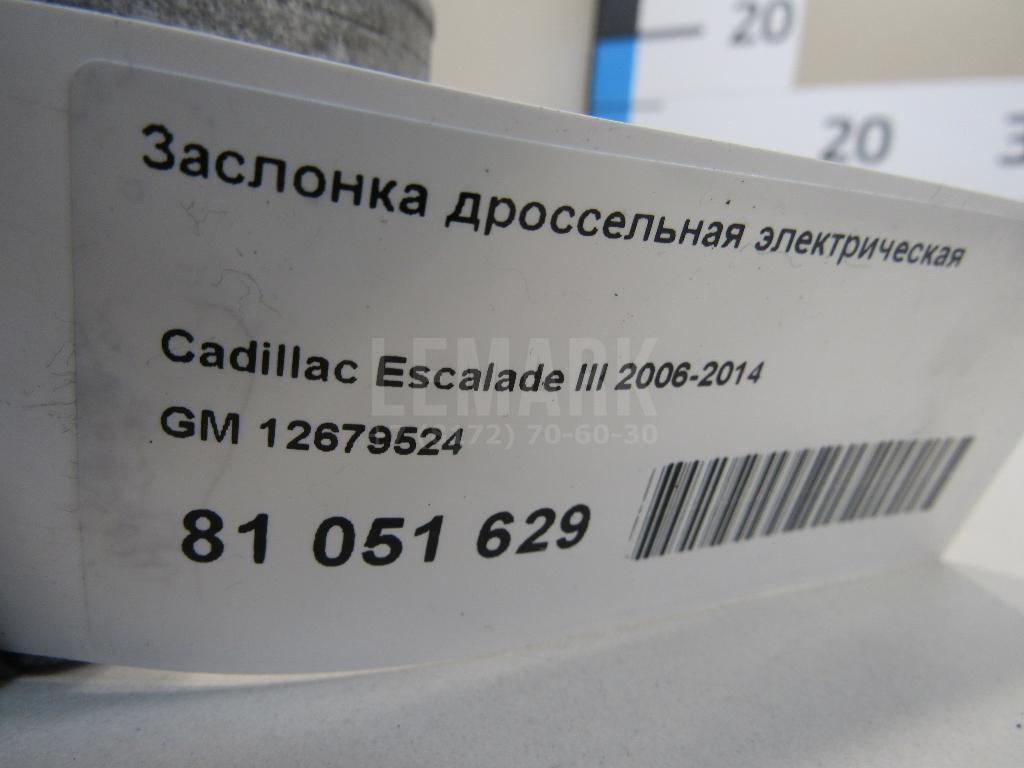 20
20
Заслонка дроссельная электрическая
Cadillac Escalade III 2006-2014
LEMARK
GM 12679524
72) 70-60-30
81 051 629